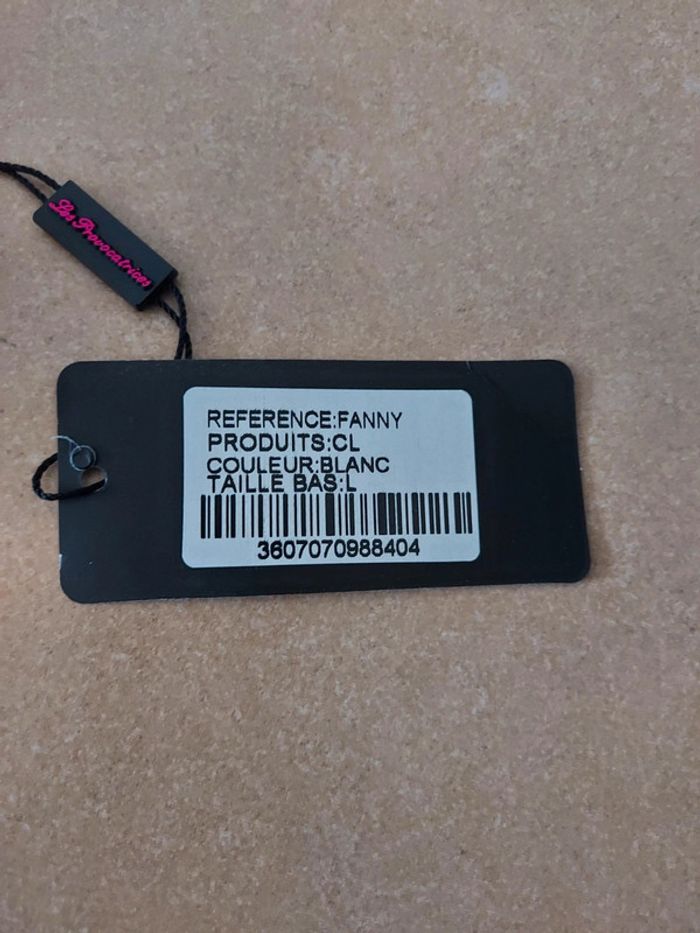 Les Provocatrices
REFERENCE:FANNY
PRODUITS:CL
COULEUR:BLANC
TAILLE BAS:L
3607070988404